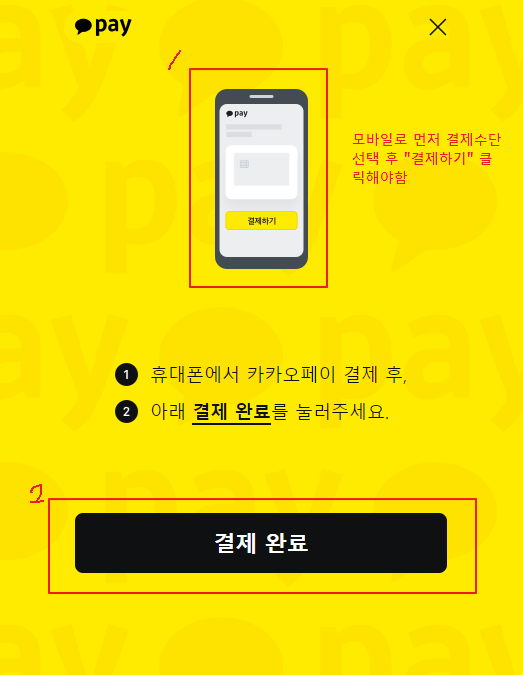 pay
1
pay
결제하기
모바일로 먼저 결제수단
선택 후 "결제하기" 클
릭해야함
1 휴대폰에서 카카오페이 결제 후,
2 아래 결제 완료를 눌러주세요.
2
결제 완료